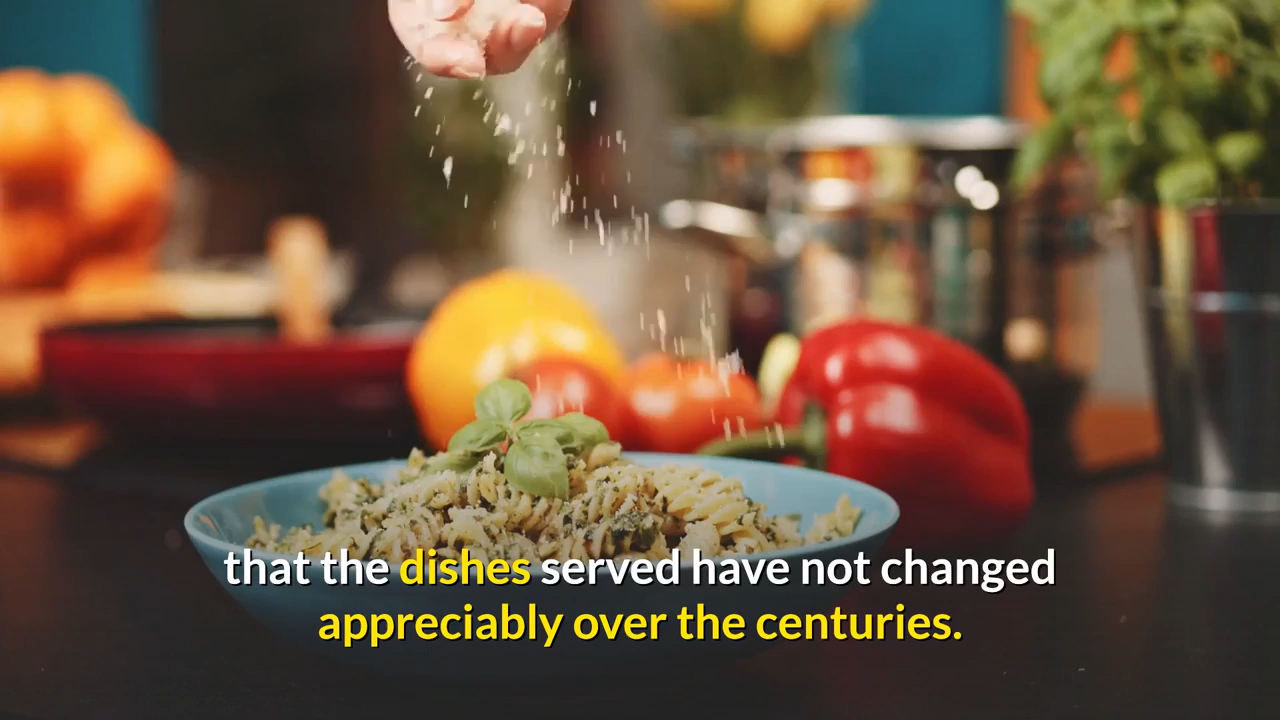 that the dishes served have not changed
appreciably over the centuries.